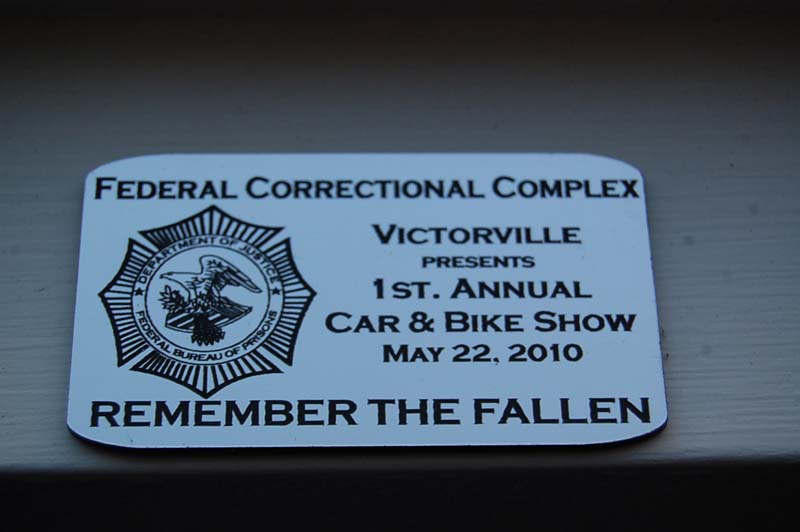 FEDERAL CORRECTIONAL COMPLEX
DEPARTMENT OF JUSTICE
FEDERAL BUREAU OF PRISONS
VICTORVILLE
PRESENTS
1ST. ANNUAL
CAR & BIKE SHOW
MAY 22, 2010
REMEMBER THE FALLEN